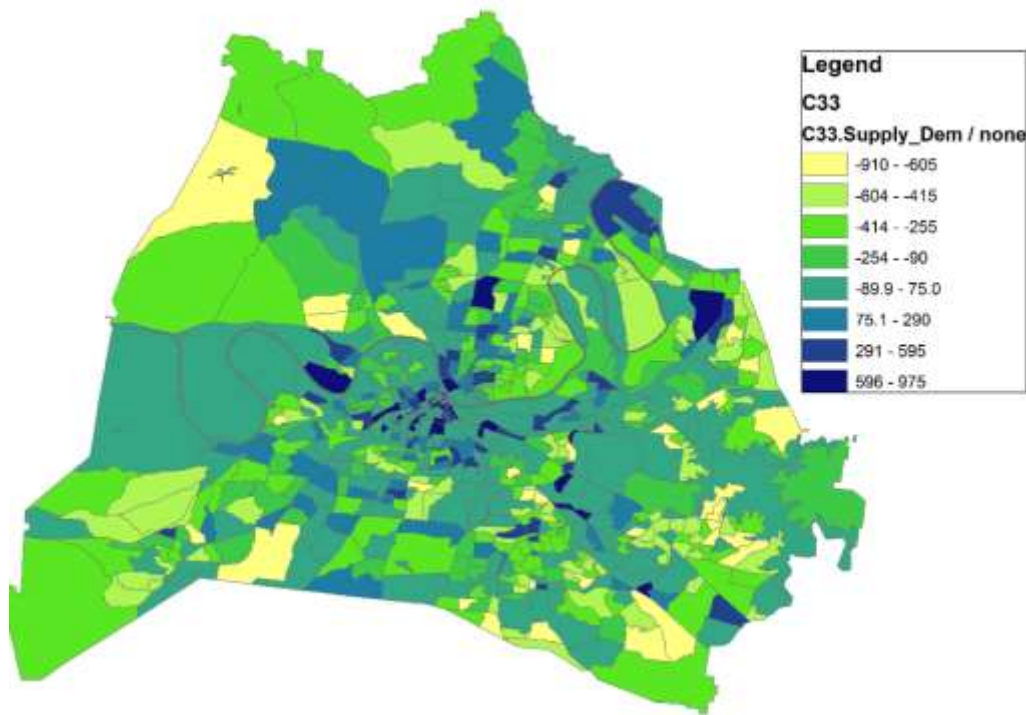 Legend
C33
C33.Supply_Dem / none
-910 - -605
-604 - -415
-414 - -255
-254 - -90
-89.9 - 75.0
75.1 - 290
291 - 595
596 - 975